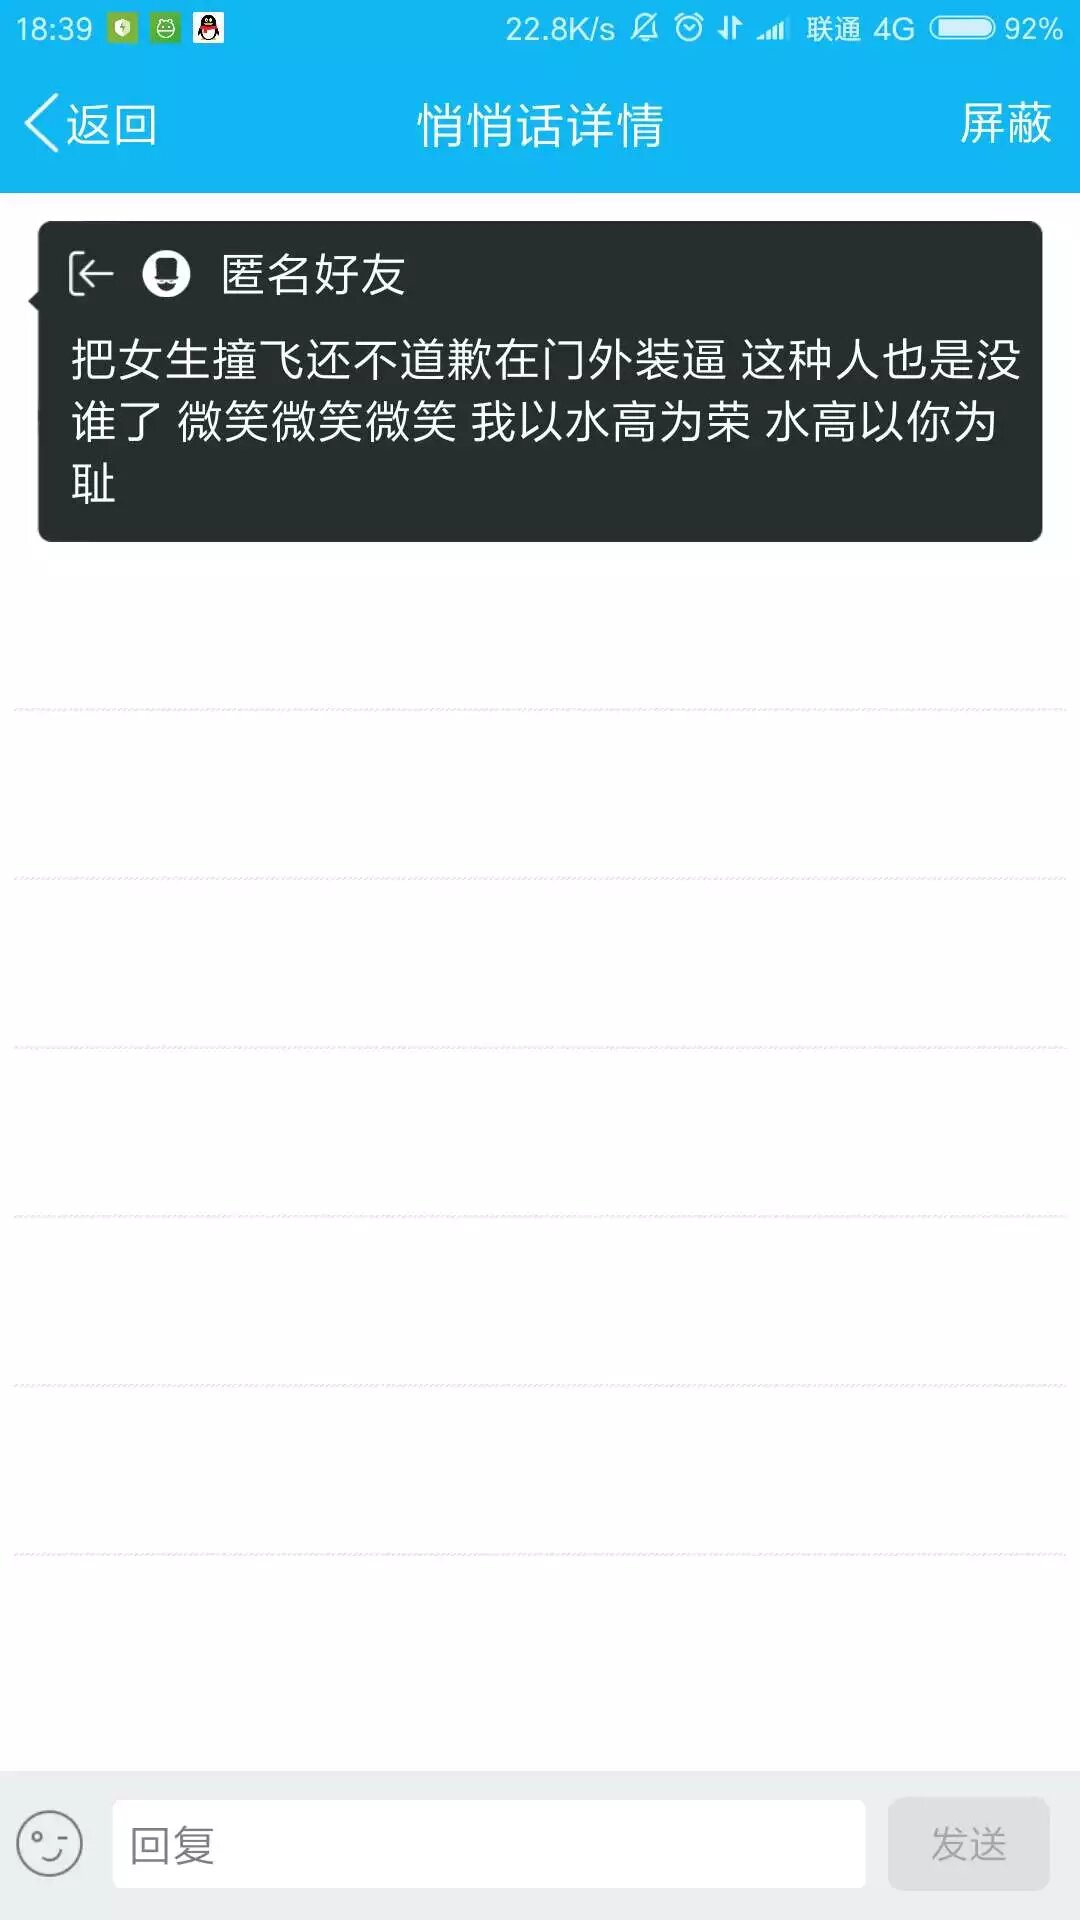 18:39 22.8K/s 联通 4G 92%
返回 悄悄话详情 屏蔽
匿名好友
把女生撞飞还不道歉在门外装逼 这种人也是没
谁了 微笑微笑微笑 我以水高为荣 水高以你为
耻
回复 发送